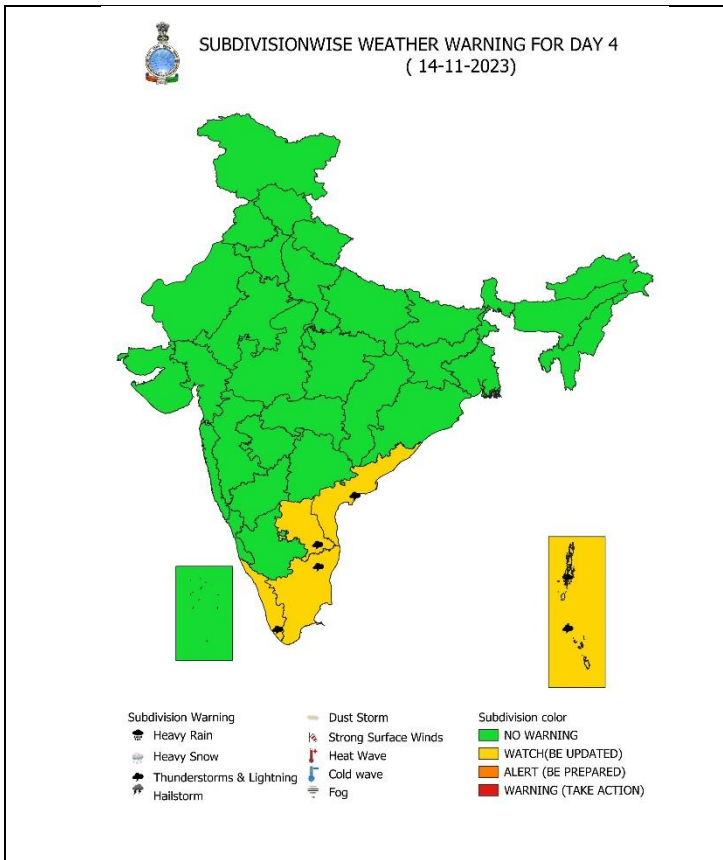 SUBDIVISIONWISE WEATHER WARNING FOR DAY 4
( 14-11-2023)
Subdivision Warning
Heavy Rain
Heavy Snow
Thunderstorms & Lightning
Hailstorm
Dust Storm
Strong Surface Winds
Heat Wave
Cold wave
Fog
Subdivision color
NO WARNING
WATCH(BE UPDATED)
ALERT (BE PREPARED)
WARNING (TAKE ACTION)